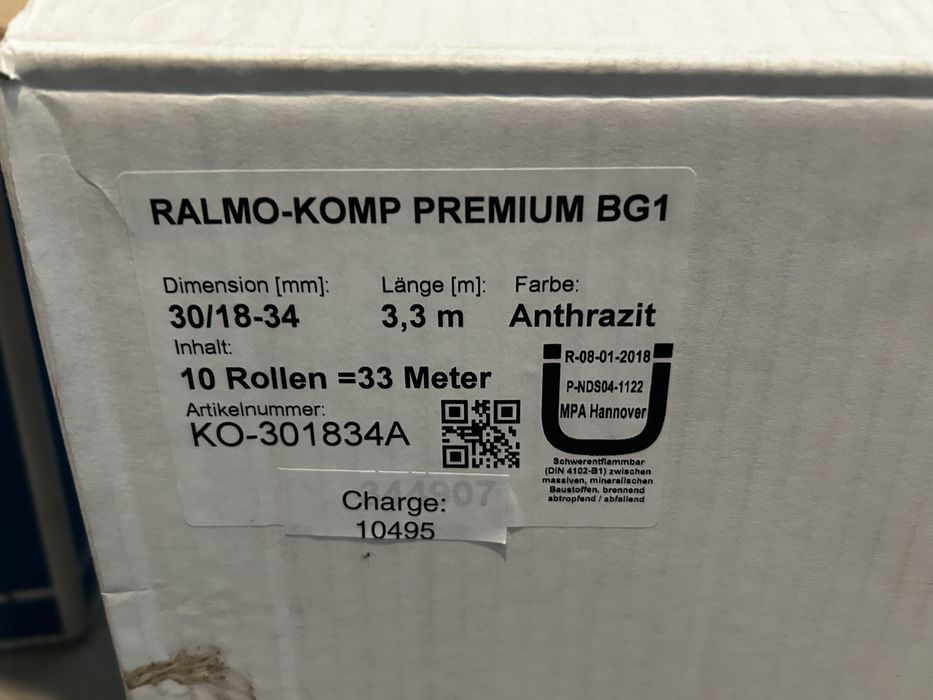 RALMO-KOMP PREMIUM BG1
Dimension [mm]: Länge [m]: Farbe:
30/18-34 3,3 m Anthrazit
Inhalt:
10 Rollen =33 Meter
Artikelnummer:
KO-301834A
R-08-01-2018
P-NDS04-1122
MPA Hannover
Schwerentflammbar
(DIN 4102-B1) zwischen
massiven, mineralischen
Baustoffen, brennend
abtropfend / abfallend
Charge:
10495